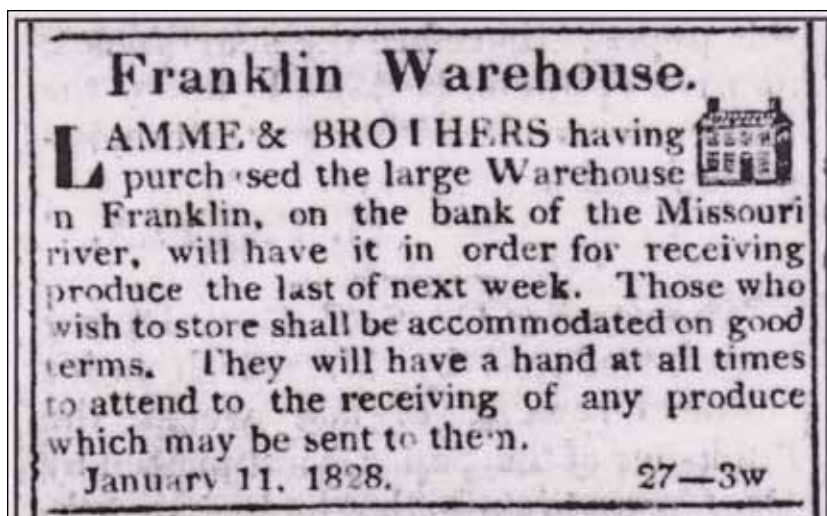 Franklin Warehouse.
LAMME & BROTHERS having
purchased the large Warehouse
n Franklin, on the bank of the Missouri
river, will have it in order for receiving
produce the last of next week. Those who
wish to store shall be accommodated on good
terms. They will have a hand at all times
to attend to the receiving of any produce
which may be sent to them.
January 11, 1828. 27—3w